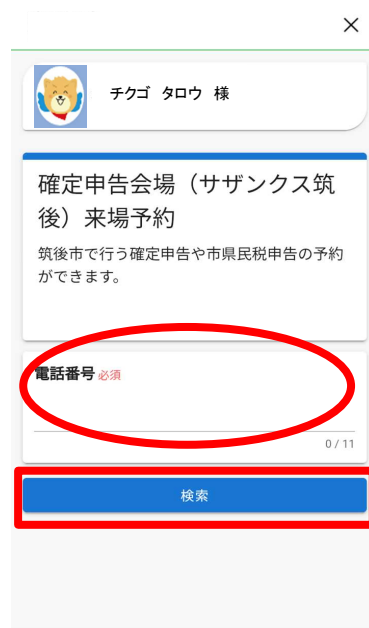 チクゴ タロウ 様
確定申告会場（サザンクス筑
後）来場予約
筑後市で行う確定申告や市県民税申告の予約
ができます。
電話番号 必須
0 / 11
検索